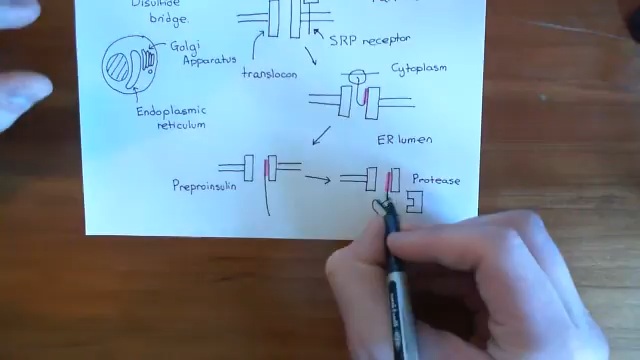 Disulfide
bridge.
SRP receptor
Golgi
Apparatus
translocon
Cytoplasm
Endoplasmic
reticulum
ER lumen
Preproinsulin
Protease